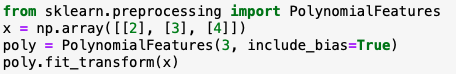 from sklearn.preprocessing import PolynomialFeatures
x = np.array([[2], [3], [4]])
poly = PolynomialFeatures(3, include_bias=True)
poly.fit_transform(x)